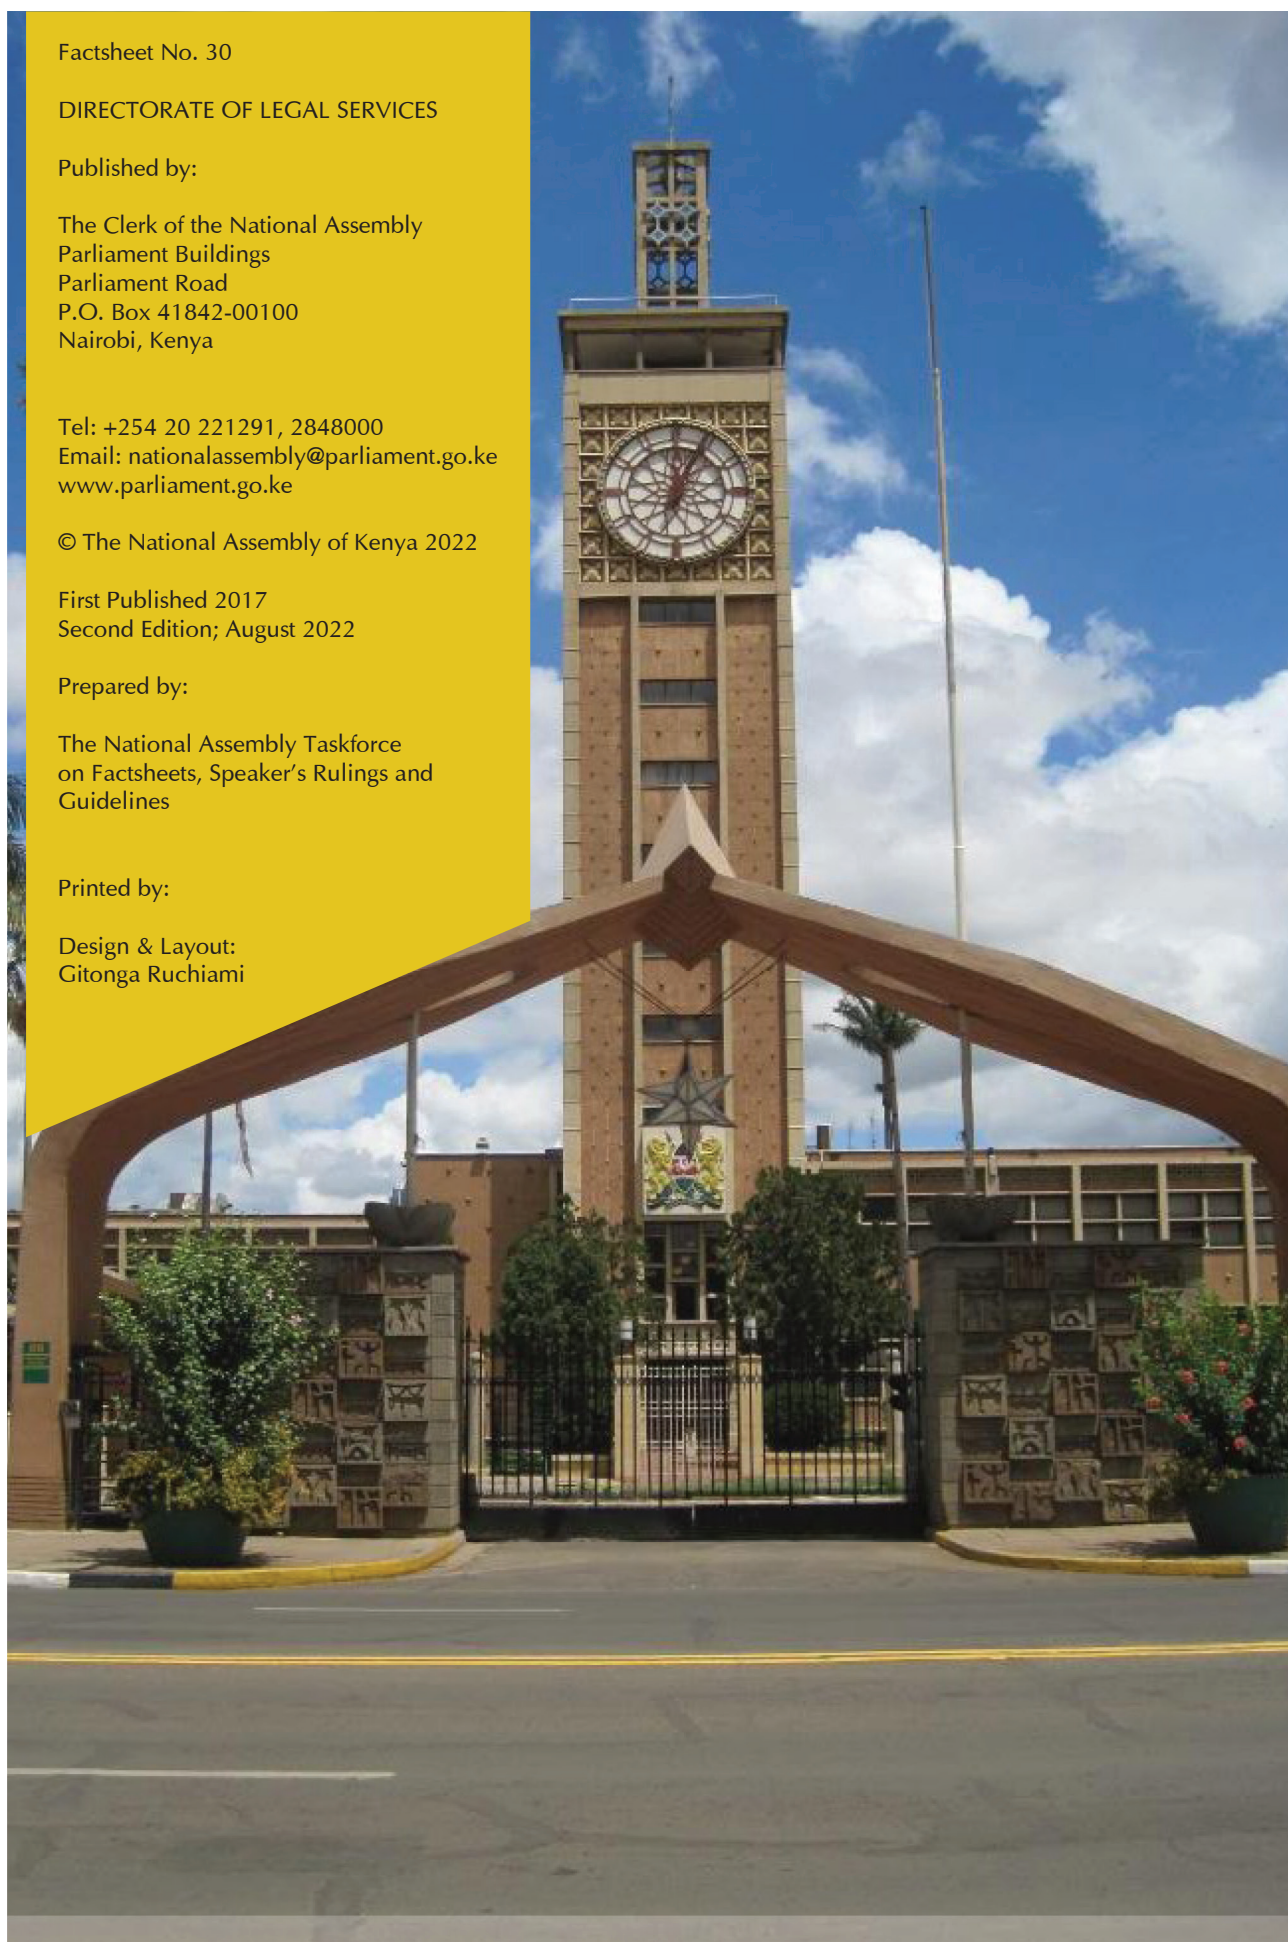 Factsheet No. 30
DIRECTORATE OF LEGAL SERVICES
Published by:
The Clerk of the National Assembly
Parliament Buildings
Parliament Road
P.O. Box 41842-00100
Nairobi, Kenya
Tel: +254 20 221291, 2848000
Email: nationalassembly@parliament.go.ke
www.parliament.go.ke
© The National Assembly of Kenya 2022
First Published 2017
Second Edition; August 2022
Prepared by:
The National Assembly Taskforce
on Factsheets, Speaker’s Rulings and
Guidelines
Printed by:
Design & Layout:
Gitonga Ruchiami